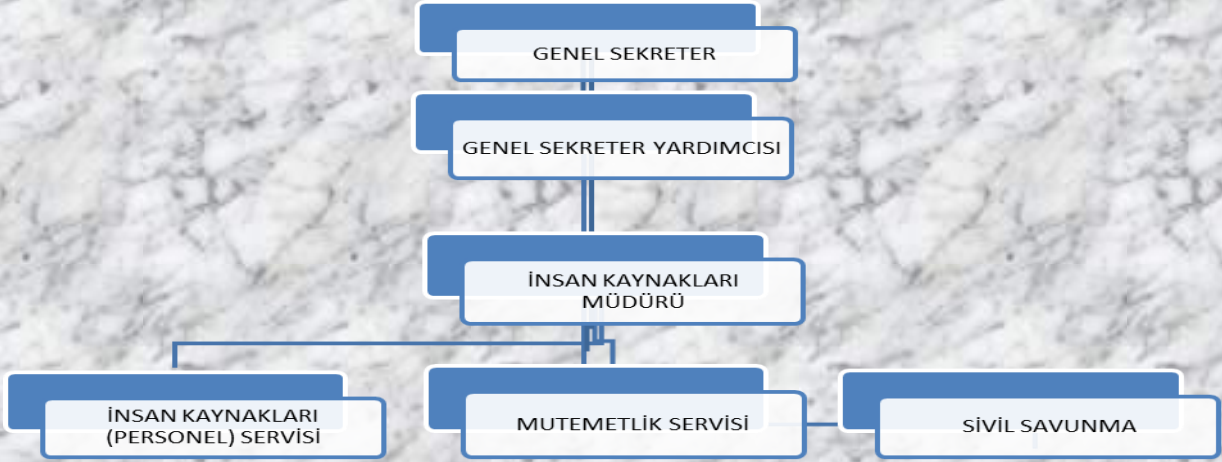 GENEL SEKRETER
GENEL SEKRETER YARDIMCISI
İNSAN KAYNAKLARI
MÜDÜRÜ
İNSAN KAYNAKLARI
(PERSONEL) SERVİSİ
MUTEMETLİK SERVİSİ
SİVİL SAVUNMA